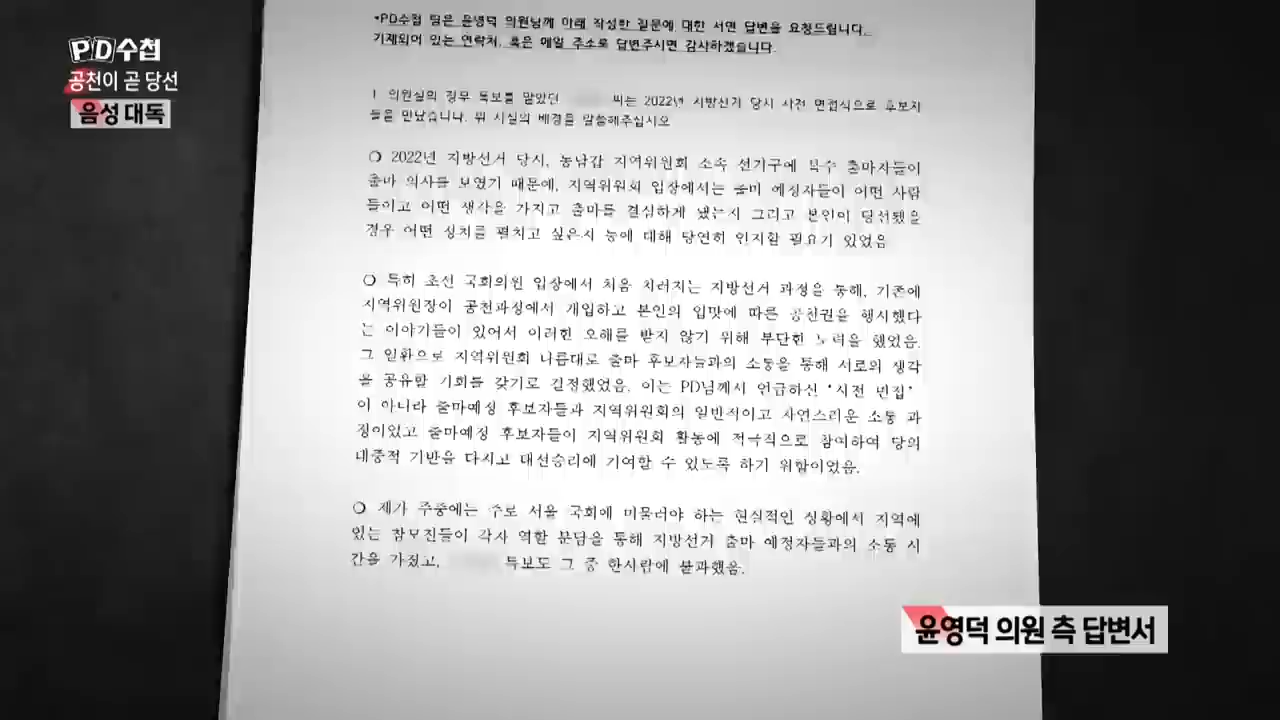 PD수첩
공천이 곧 당선
음성 대독
*PD수첩 팀은 윤영덕 의원님께 아래 작성한 질문에 대한 서면 답변을 요청드립니다.
기재되어 있는 연락처, 혹은 메일 주소로 답변주시면 감사하겠습니다.
1 의원실의 정무 특보를 맡았던 씨는 2022년 지방선거 당시 사전 면접식으로 후보자
들을 만났습니다. 위 사실의 배경을 말씀해주십시오
❍ 2022년 지방선거 당시, 동남갑 지역위원회 소속 선거구에 복수 출마자들이
출마 의사를 보였기 때문에, 지역위원회 입장에서는 출마 예정자들이 어떤 사람
들이고 어떤 생각을 가지고 출마를 결심하게 됐는지 그리고 본인이 당선됐을
경우 어떤 정치를 펼치고 싶은지 등에 대해 당연히 인지할 필요가 있었음
❍ 특히 초선 국회의원 입장에서 처음 치러지는 지방선거 과정을 통해, 기존에
지역위원장이 공천과정에서 개입하고 본인의 입맛에 따른 공천권을 행시했다
는 이야기들이 있어서 이러한 오해를 받지 않기 위해 부단한 노력을 했었음.
그 일환으로 지역위원회 나름대로 출마 후보자들과의 소통을 통해 서로의 생각
을 공유할 기회를 갖기로 결정했었음. 이는 PD님께서 언급하신 '사전 면접'
이 아니라 출마예정 후보자들과 지역위원회의 일반적이고 자연스러운 소통 과
정이었고 출마예정 후보자들이 지역위원회 활동에 적극적으로 참여하여 당의
대중적 기반을 다시고 대선승리에 기여할 수 있도록 하기 위함이었음.
❍ 제가 주중에는 주로 서울 국회에 머물러야 하는 현실적인 상황에서 지역에
있는 참모진들이 각자 역할 분담을 통해 지방선거 출마 예정자들과의 소통 시
간을 가졌고, 특보도 그 중 한사람에 불과했음.
윤영덕 의원 측 답변서